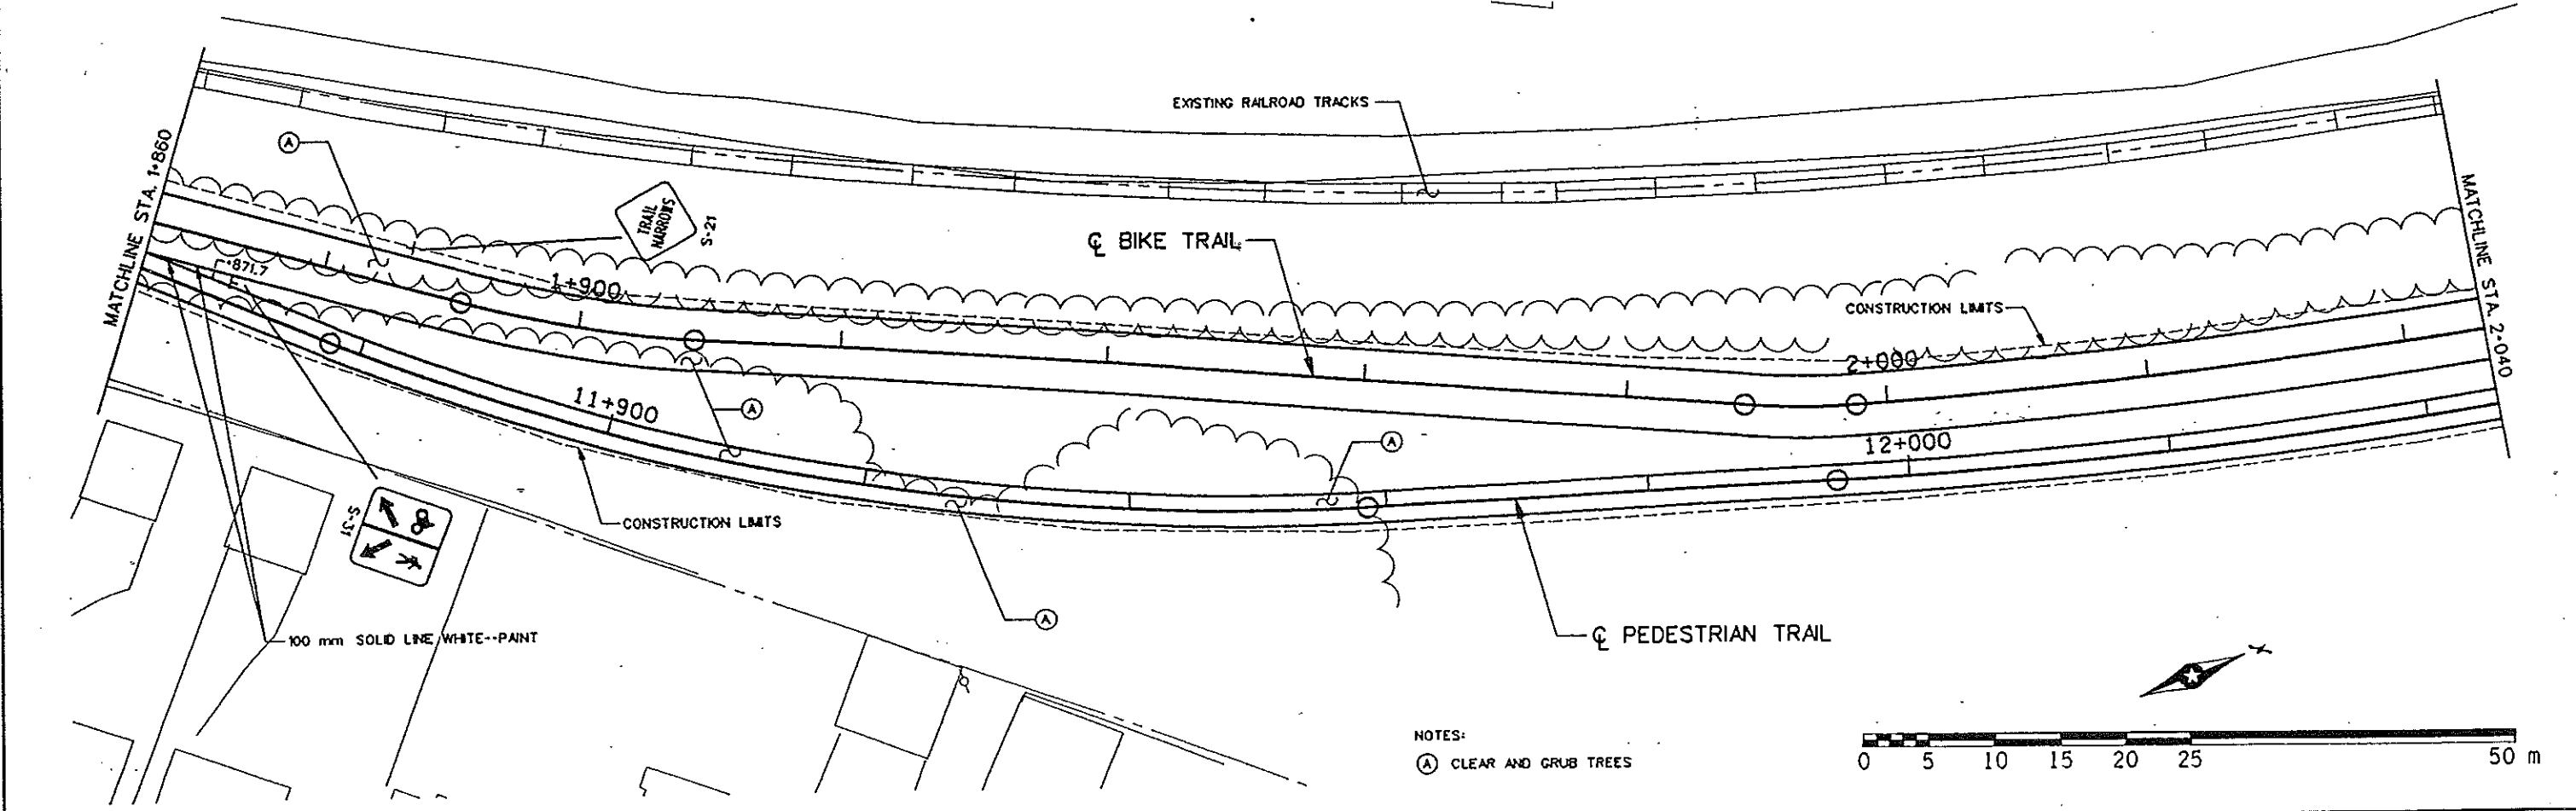 EXISTING RAILROAD TRACKS
A
MATCHLINE STA. 1+860
TRAIL
NARROWS
S-21
℄ BIKE TRAIL
MATCHLINE STA. 2+040
+871.7
1+900
CONSTRUCTION LIMITS
2+000
11+900
A
A
12+000
S-31
CONSTRUCTION LIMITS
A
100 mm SOLID LINE, WHITE--PAINT
℄ PEDESTRIAN TRAIL
NOTES:
A CLEAR AND GRUB TREES
0 5 10 15 20 25 50 m